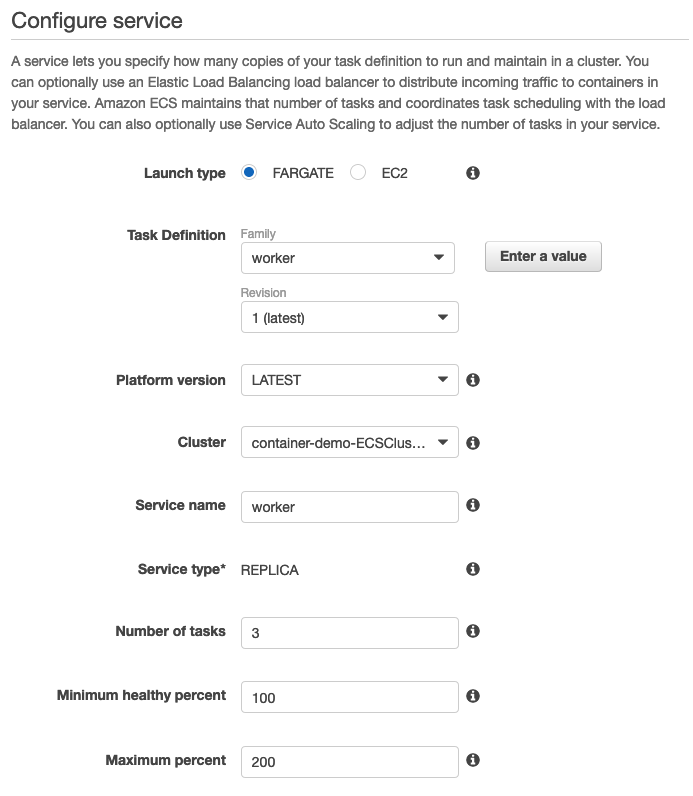 Configure service
A service lets you specify how many copies of your task definition to run and maintain in a cluster. You
can optionally use an Elastic Load Balancing load balancer to distribute incoming traffic to containers in
your service. Amazon ECS maintains that number of tasks and coordinates task scheduling with the load
balancer. You can also optionally use Service Auto Scaling to adjust the number of tasks in your service.
Launch type FARGATE EC2
Task Definition Family
worker Enter a value
Revision
1 (latest)
Platform version LATEST
Cluster container-demo-ECSClus...
Service name worker
Service type* REPLICA
Number of tasks 3
Minimum healthy percent 100
Maximum percent 200